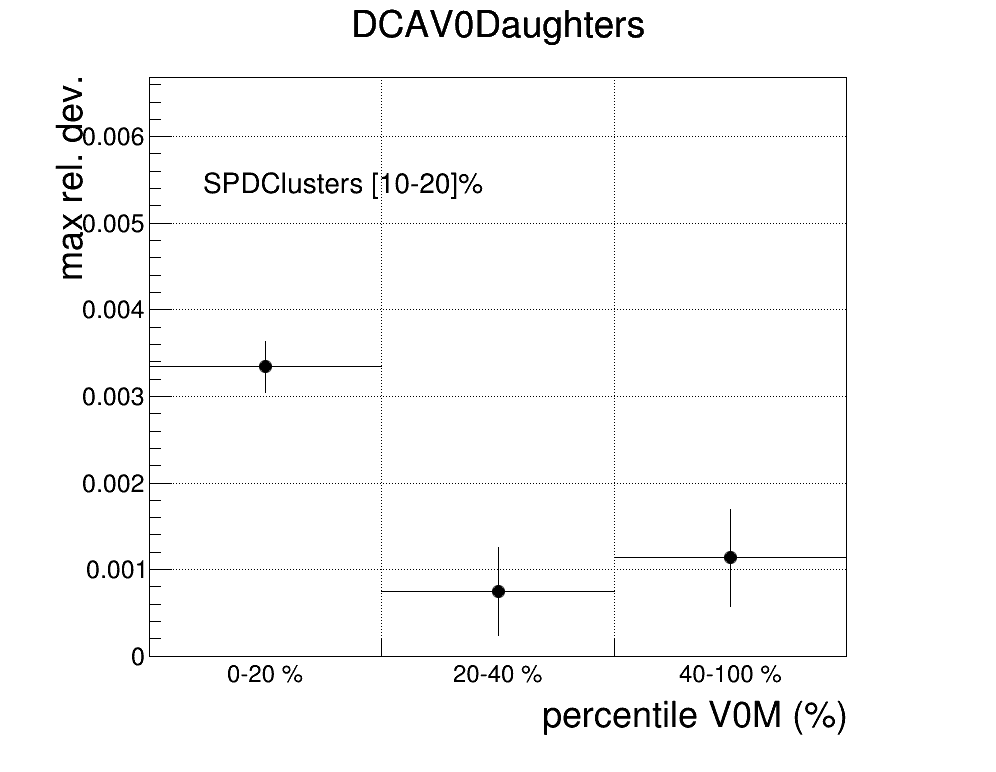 DCAV0Daughters
max rel. dev.
0.006
SPDClusters [10-20]%
0.005
0.004
0.003
0.002
0.001
0
0-20 % 20-40 % 40-100 %
percentile V0M (%)